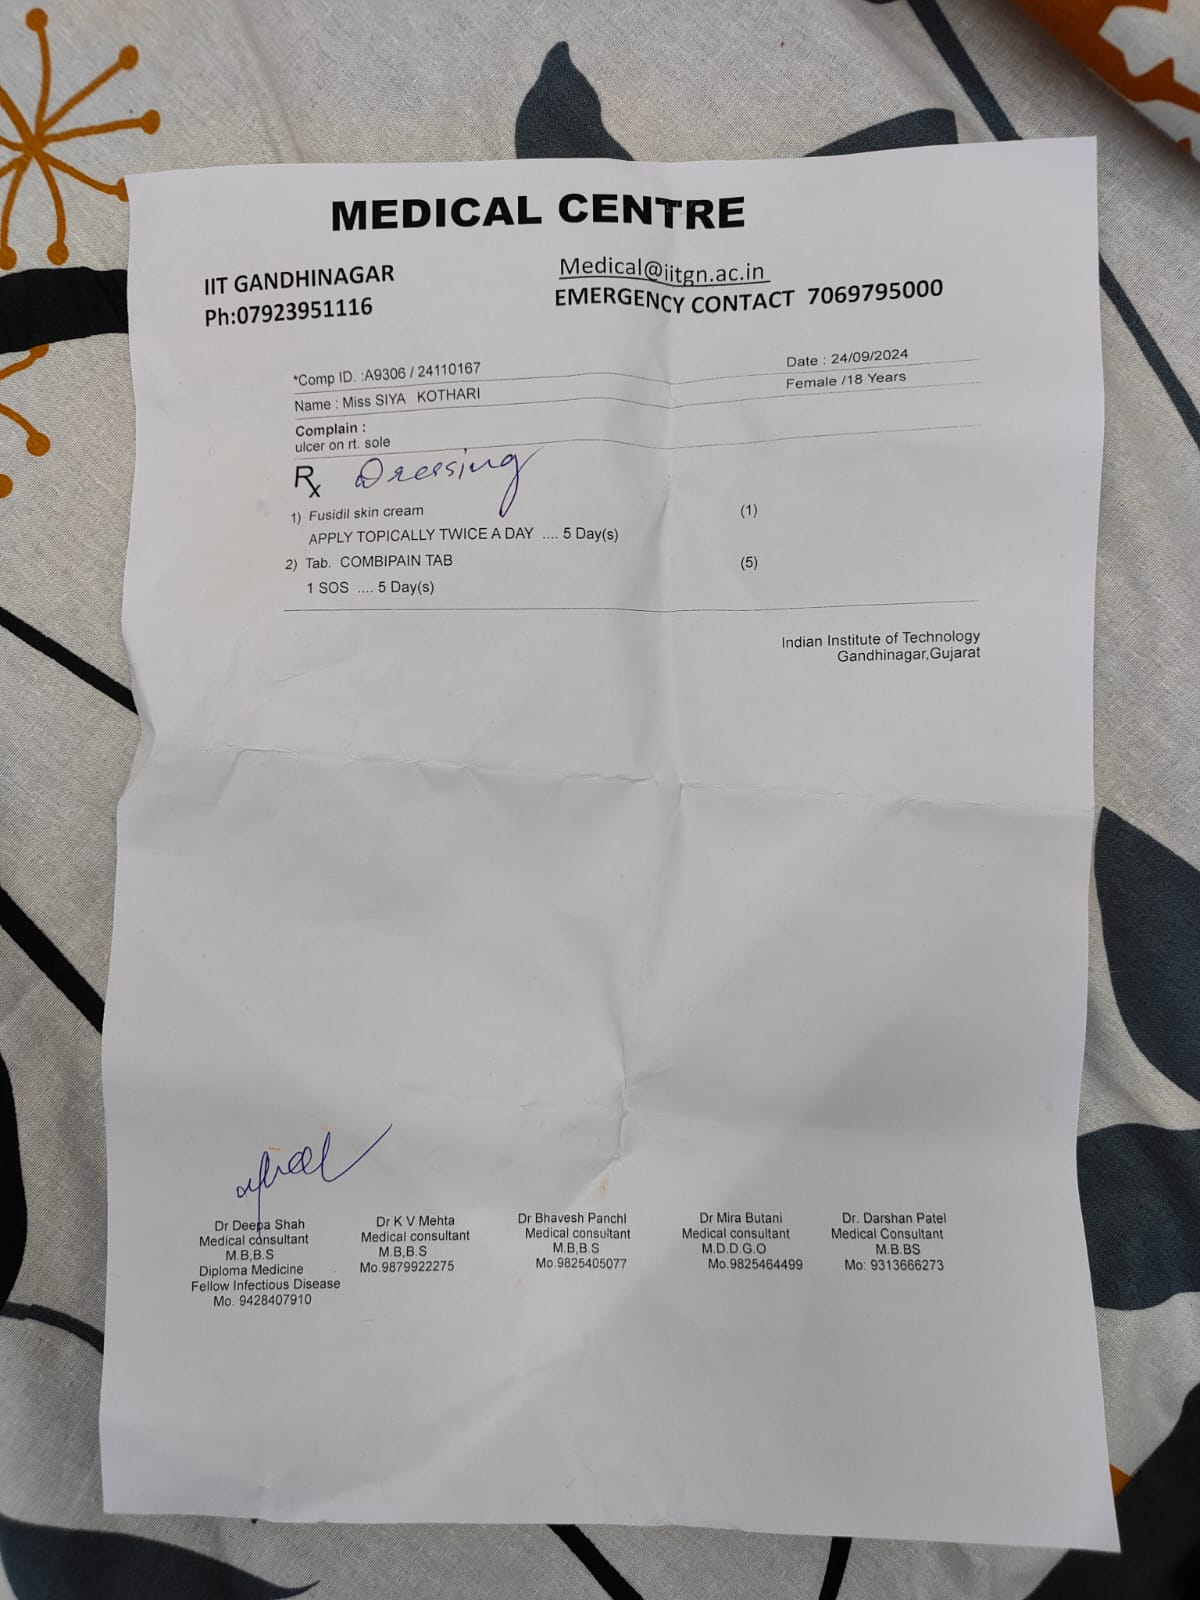 MEDICAL CENTRE
IIT GANDHINAGAR
Ph:07923951116
Medical@iitgn.ac.in
EMERGENCY CONTACT 7069795000
*Comp ID. :A9306 / 24110167
Date : 24/09/2024
Name : Miss SIYA KOTHARI
Female /18 Years
Complain :
ulcer on rt. sole
Rx Dressing
1) Fusidil skin cream (1)
APPLY TOPICALLY TWICE A DAY .... 5 Day(s)
2) Tab. COMBIPAIN TAB (5)
1 SOS .... 5 Day(s)
Indian Institute of Technology
Gandhinagar,Gujarat
Dr Deepa Shah
Medical consultant
M.B,B.S
Diploma Medicine
Fellow Infectious Disease
Mo. 9428407910
Dr K V Mehta
Medical consultant
M.B,B.S
Mo.9879922275
Dr Bhavesh Panchl
Medical consultant
M.B,B.S
Mo.9825405077
Dr Mira Butani
Medical consultant
M.D.D.G.O
Mo.9825464499
Dr. Darshan Patel
Medical Consultant
M.B.BS
Mo: 9313666273